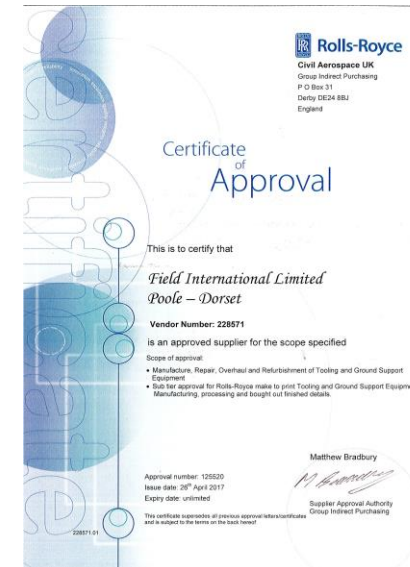 Rolls-Royce
Civil Aerospace UK
Group Indirect Purchasing
P O Box 31
Derby DE24 8BJ
England
Certificate
of
Approval
This is to certify that
Field International Limited
Poole – Dorset
Vendor Number: 228571
is an approved supplier for the scope specified
Scope of approval:
• Manufacture, Repair, Overhaul and Refurbishment of Tooling and Ground Support
Equipment
• Sub tier approval for Rolls-Royce make to print Tooling and Ground Support Equipme
Manufacturing, processing and bought out finished details.
Matthew Bradbury
Approval number: 125520
Issue date: 26th April 2017
Expiry date: unlimited
Supplier Approval Authority
Group Indirect Purchasing
This certificate supersedes all previous approval letters/certificates
and is subject to the terms on the back hereof
228571.01
certificate